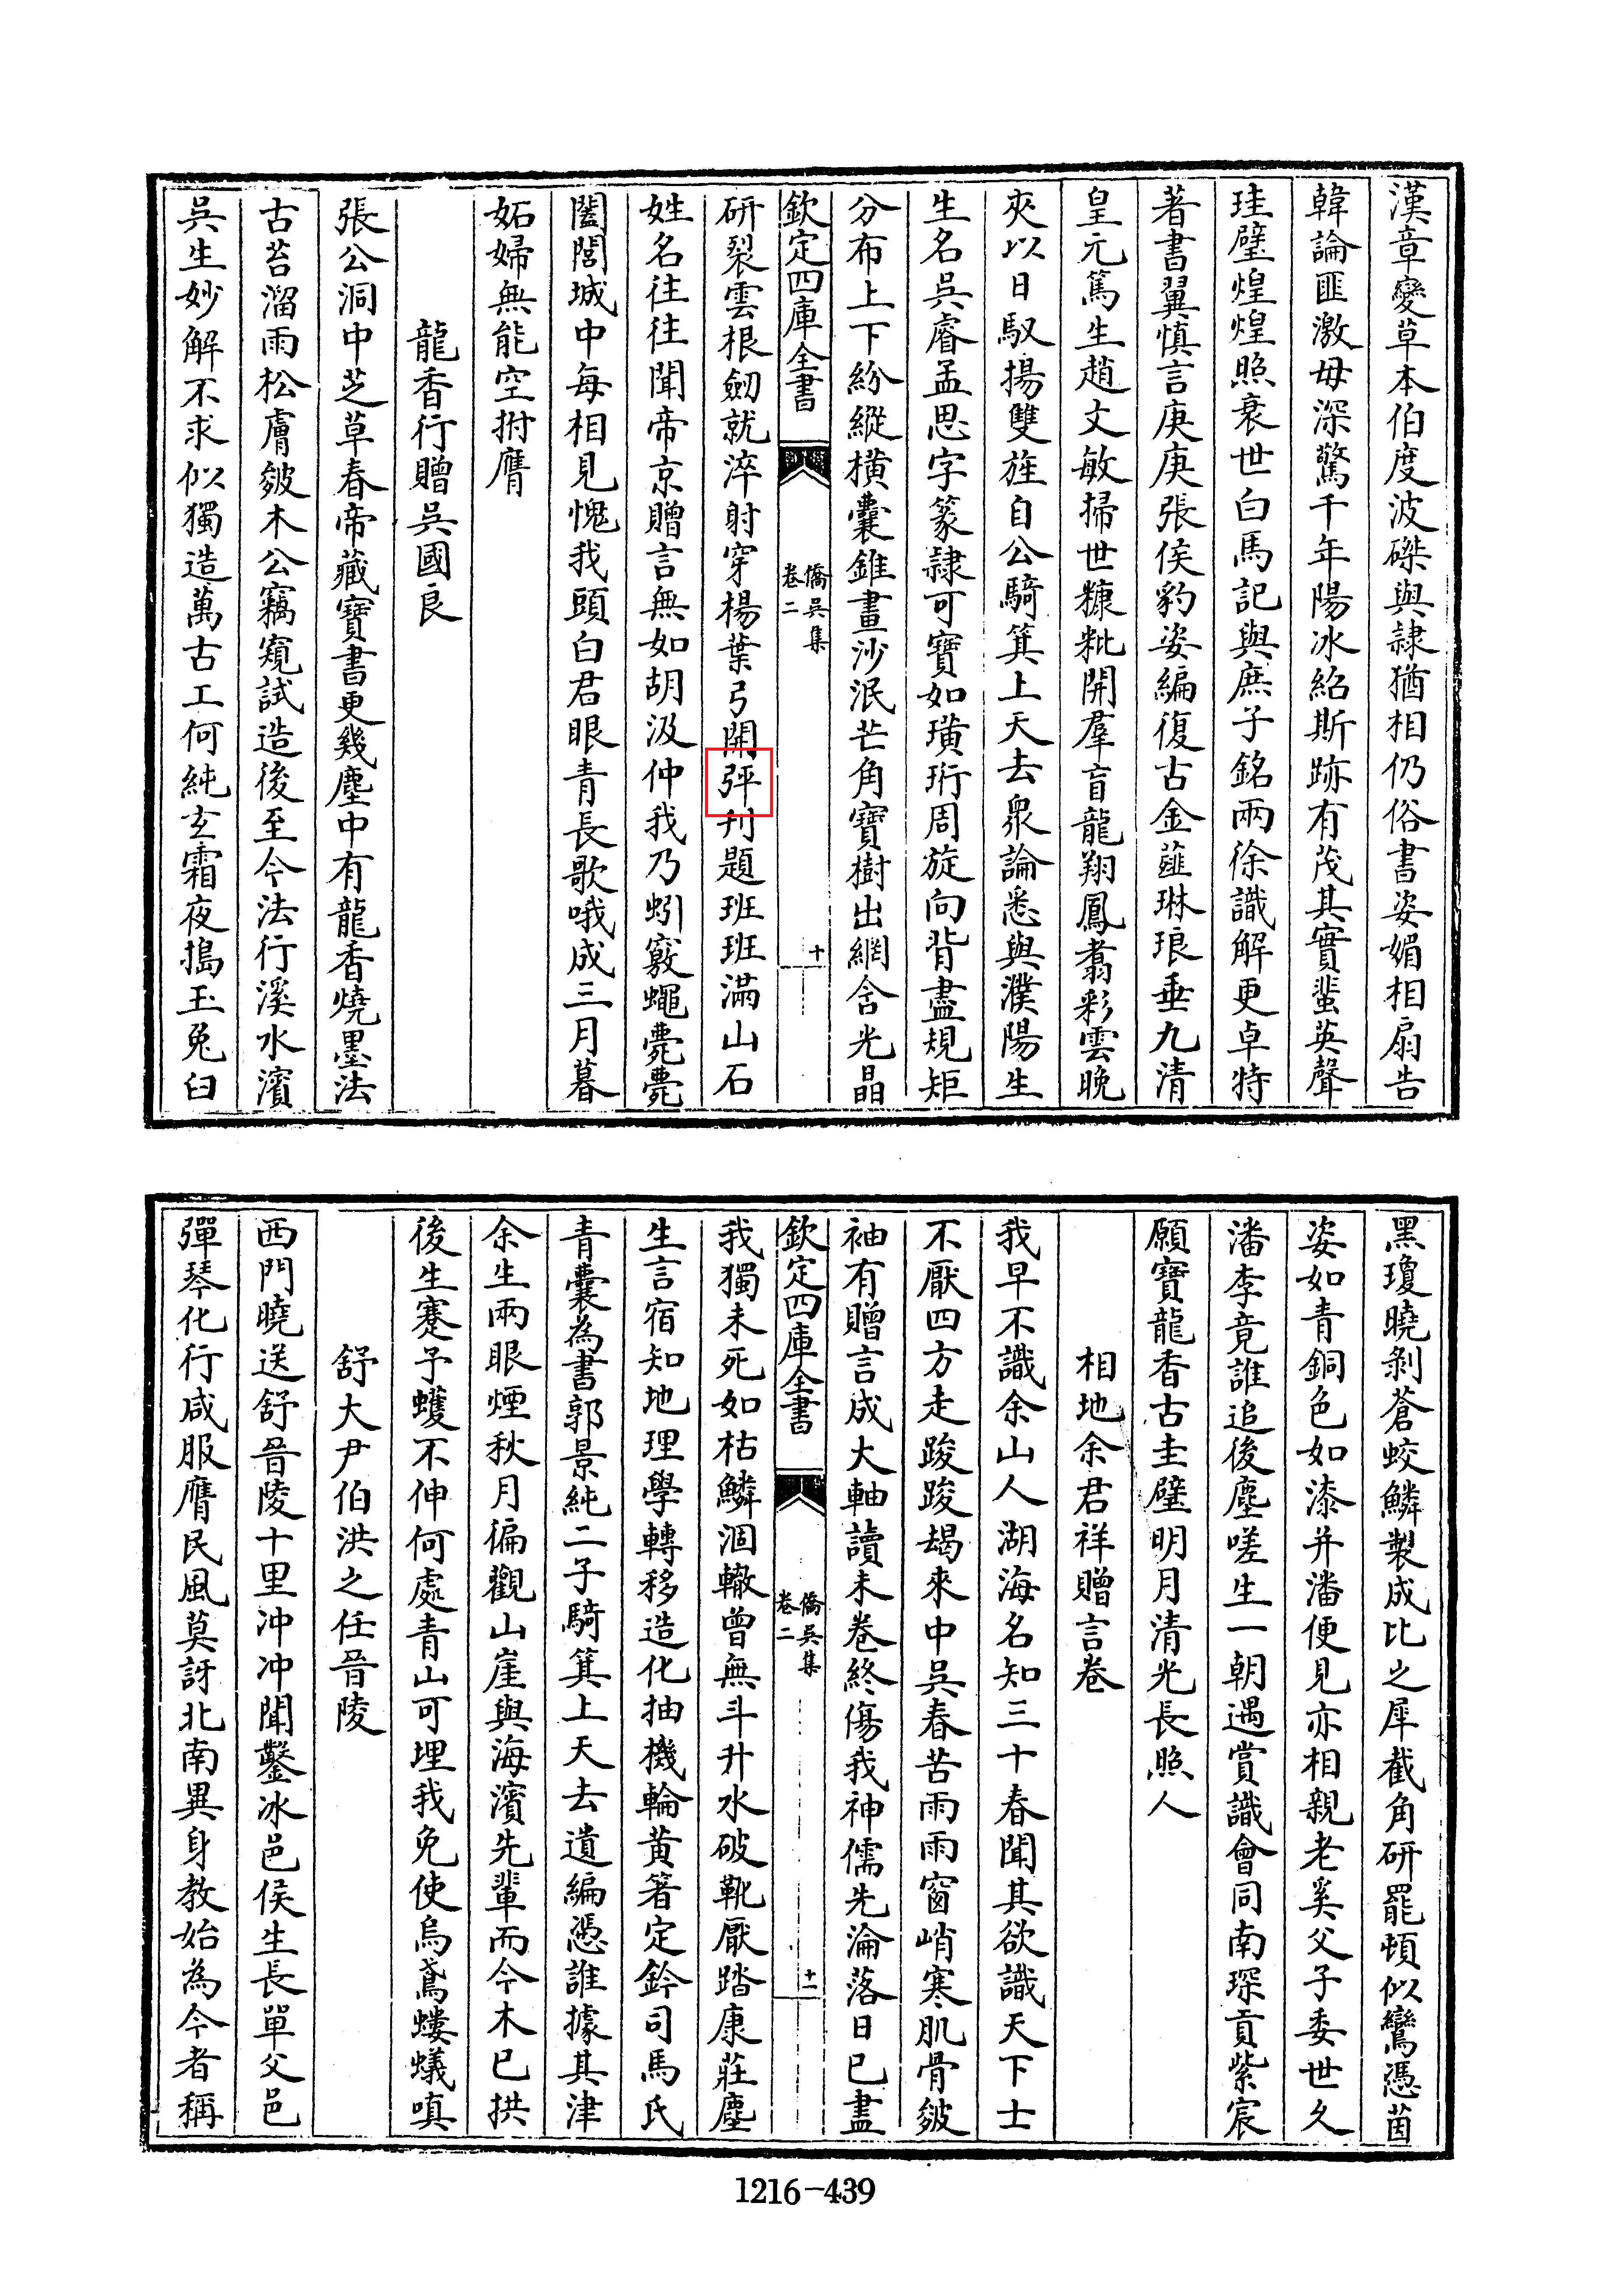 漢章變草本伯度波磔與隷猶相仍俗書姿媚相扇告
韓論匪激毋深驚千年陽冰紹斯跡有茂其實蜚英聲
珪璧煌煌照衰世白馬記與庶子銘兩徐識解更卓特
著書翼慎言庚庚張侯豹姿編復古金薤琳琅垂九清
皇元篤生趙文敏掃世糠粃開羣盲龍翔鳳翥彩雲晚
夾以日馭揚雙旌自公騎箕上天去衆論悉與濮陽生
生名吳睿孟思字篆隷可寶如璜珩周旋向背盡規矩
分布上下紛縱橫囊錐畫沙泯芒角寶樹出網含光晶
欽定四庫全書
僑吳集
卷二
十
研裂雲根劒就淬射穿楊葉弓開弸刋題班班滿山石
姓名往往聞帝京贈言無如胡汲仲我乃蚓竅蠅薨薨
闔閭城中每相見愧我頭白君眼青長歌哦成三月暮
妬婦無能空拊膺
龍香行贈吳國良
張公洞中芝草春帝藏寶書更幾塵中有龍香燒墨法
古苔溜雨松膚皴木公竊窺試造後至今法行溪水濱
吳生妙解不求似獨造萬古工何純玄霜夜搗玉兔臼
黑瓊曉剝蒼蛟鱗製成比之犀截角研罷頓似鸞憑茵
姿如青銅色如漆并潘便見亦相親老奚父子委世久
潘李竟誰追後塵嗟生一朝遇賞識會同南琛貢紫宸
願寶龍香古圭璧明月清光長照人
相地余君祥贈言卷
我早不識余山人湖海名知三十春聞其欲識天下士
不厭四方走踆踆朅來中吳春苦雨雨窗峭寒肌骨皴
袖有贈言成大軸讀未卷終傷我神儒先淪落日已盡
欽定四庫全書
僑吳集
卷二
十一
我獨未死如枯鱗涸轍曾無斗升水破靴厭踏康莊塵
生言宿知地理學轉移造化抽機輪黃箸定鈐司馬氏
青囊為書郭景純二子騎箕上天去遺編憑誰據其津
余生兩眼煙秋月徧觀山崖與海濱先輩而今木已拱
後生蹇予蠖不伸何處青山可埋我免使烏鳶螻蟻嗔
舒大尹伯洪之任晉陵
西門曉送舒晉陵十里冲冲聞鑿冰邑侯生長單父邑
彈琴化行咸服膺民風莫訝北南異身教始為今者稱
1216-439